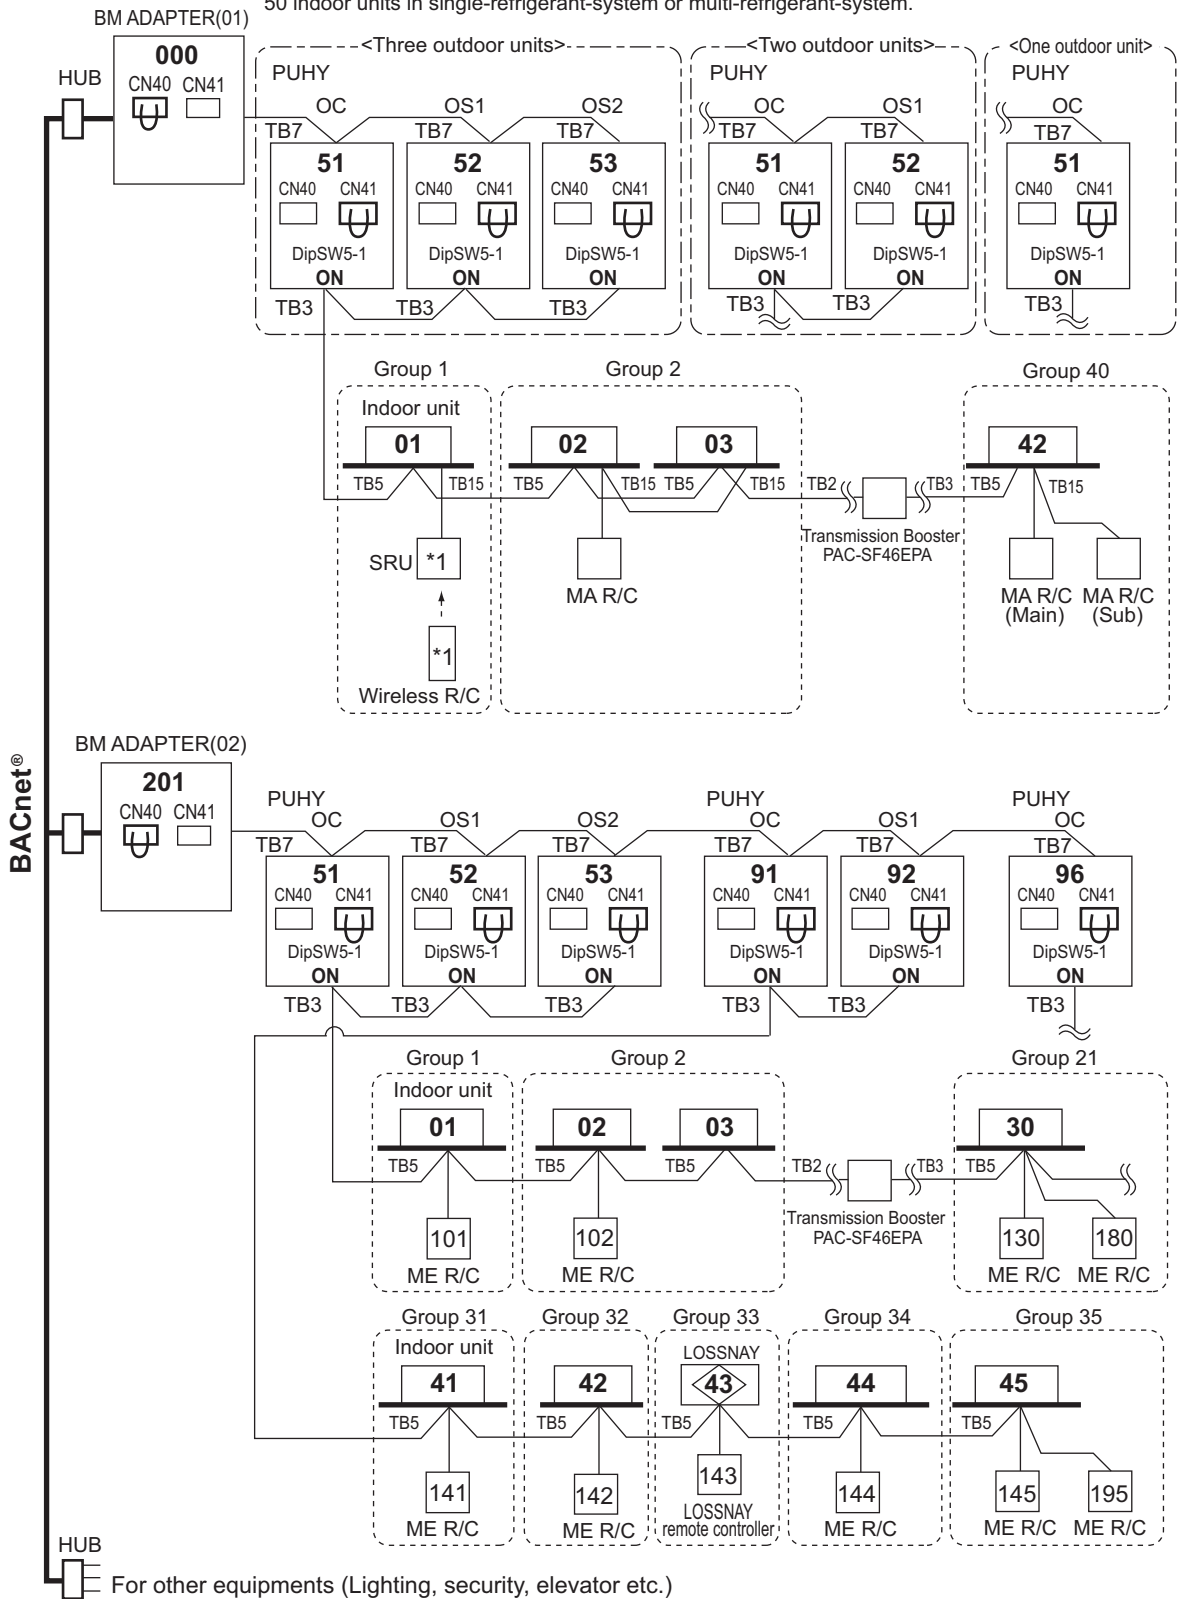 50 indoor units in single-refrigerant-system or multi-refrigerant-system.
BM ADAPTER(01)
000
CN40 CN41
HUB
<Three outdoor units>
<Two outdoor units>
<One outdoor unit>
PUHY
PUHY
PUHY
OC OS1 OS2 OC OS1 OC
TB7 TB7 TB7 TB7 TB7 TB7
51 52 53 51 52 51
CN40 CN41 CN40 CN41 CN40 CN41 CN40 CN41 CN40 CN41 CN40 CN41
DipSW5-1 DipSW5-1 DipSW5-1 DipSW5-1 DipSW5-1 DipSW5-1
ON ON ON ON ON ON
TB3 TB3 TB3 TB3 TB3 TB3
Group 1 Group 2 Group 40
Indoor unit
01 02 03 42
TB5 TB15 TB5 TB15 TB5 TB15 TB2 TB3 TB5 TB15
Transmission Booster
PAC-SF46EPA
SRU *1
MA R/C
MA R/C
(Main)
MA R/C
(Sub)
*1
Wireless R/C
BACnet®
BM ADAPTER(02)
201
CN40 CN41
PUHY PUHY PUHY
OC OS1 OS2 OC OS1 OC
TB7 TB7 TB7 TB7 TB7 TB7
51 52 53 91 92 96
CN40 CN41 CN40 CN41 CN40 CN41 CN40 CN41 CN40 CN41 CN40 CN41
DipSW5-1 DipSW5-1 DipSW5-1 DipSW5-1 DipSW5-1 DipSW5-1
ON ON ON ON ON ON
TB3 TB3 TB3 TB3 TB3 TB3
Group 1 Group 2 Group 21
Indoor unit
01 02 03 30
TB5 TB5 TB5 TB2 TB3 TB5
Transmission Booster
PAC-SF46EPA
101 102 130 180
ME R/C ME R/C ME R/C ME R/C
Group 31 Group 32 Group 33 Group 34 Group 35
Indoor unit
LOSSNAY
41 42 43 44 45
TB5 TB5 TB5 TB5 TB5
141 142 143 144 145 195
ME R/C ME R/C
LOSSNAY
remote controller
ME R/C ME R/C ME R/C
HUB
For other equipments (Lighting, security, elevator etc.)